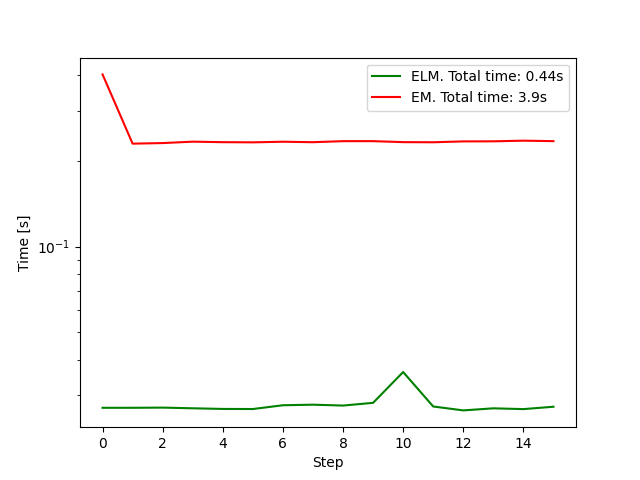 ELM. Total time: 0.44s
EM. Total time: 3.9s
Time [s]
10⁻¹
0 2 4 6 8 10 12 14
Step